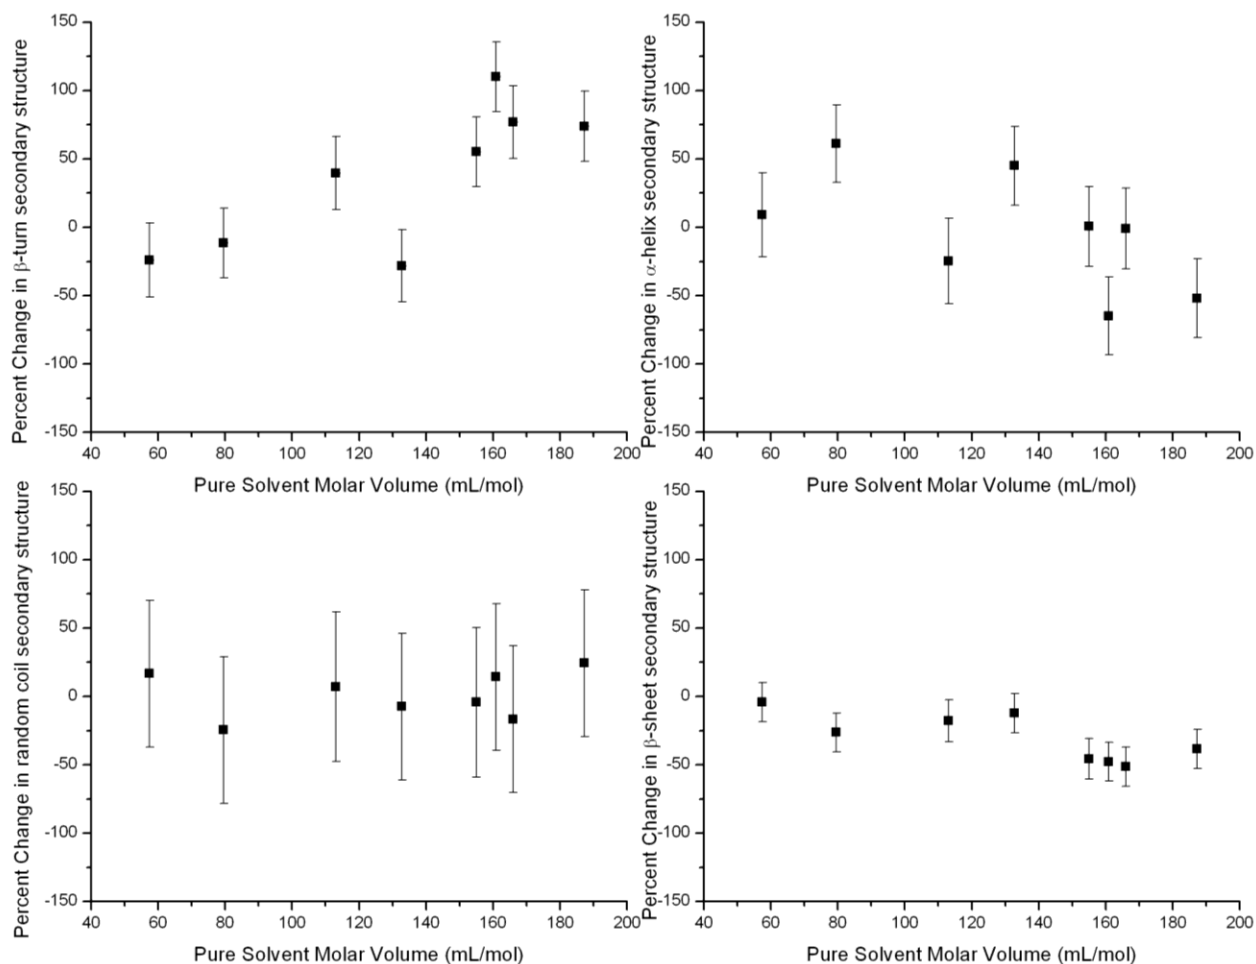 Percent Change in β-turn secondary structure
150
100
50
0
-50
-100
-150
40 60 80 100 120 140 160 180 200
Pure Solvent Molar Volume (mL/mol)
Percent Change in α-helix secondary structure
150
100
50
0
-50
-100
-150
40 60 80 100 120 140 160 180 200
Pure Solvent Molar Volume (mL/mol)
Percent Change in random coil secondary structure
150
100
50
0
-50
-100
-150
40 60 80 100 120 140 160 180 200
Pure Solvent Molar Volume (mL/mol)
Percent Change in β-sheet secondary structure
150
100
50
0
-50
-100
-150
40 60 80 100 120 140 160 180 200
Pure Solvent Molar Volume (mL/mol)